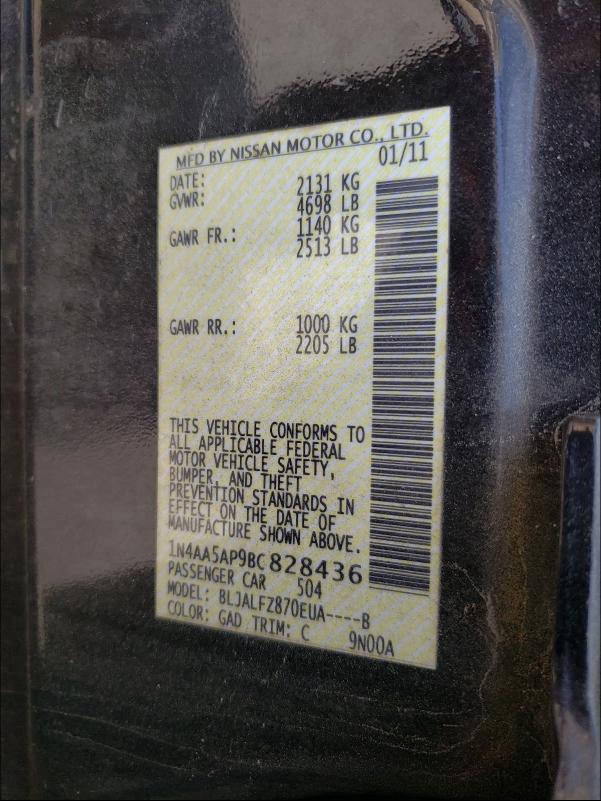 MFD BY NISSAN MOTOR CO., LTD.
DATE: 01/11
GVWR: 2131 KG
4698 LB
GAWR FR.: 1140 KG
2513 LB
GAWR RR.: 1000 KG
2205 LB
THIS VEHICLE CONFORMS TO
ALL APPLICABLE FEDERAL
MOTOR VEHICLE SAFETY,
BUMPER, AND THEFT
PREVENTION STANDARDS IN
EFFECT ON THE DATE OF
MANUFACTURE SHOWN ABOVE.
1N4AA5AP9BC828436
PASSENGER CAR 504
MODEL: BLJALFZ870EUA----B
COLOR: GAD TRIM: C 9N00A